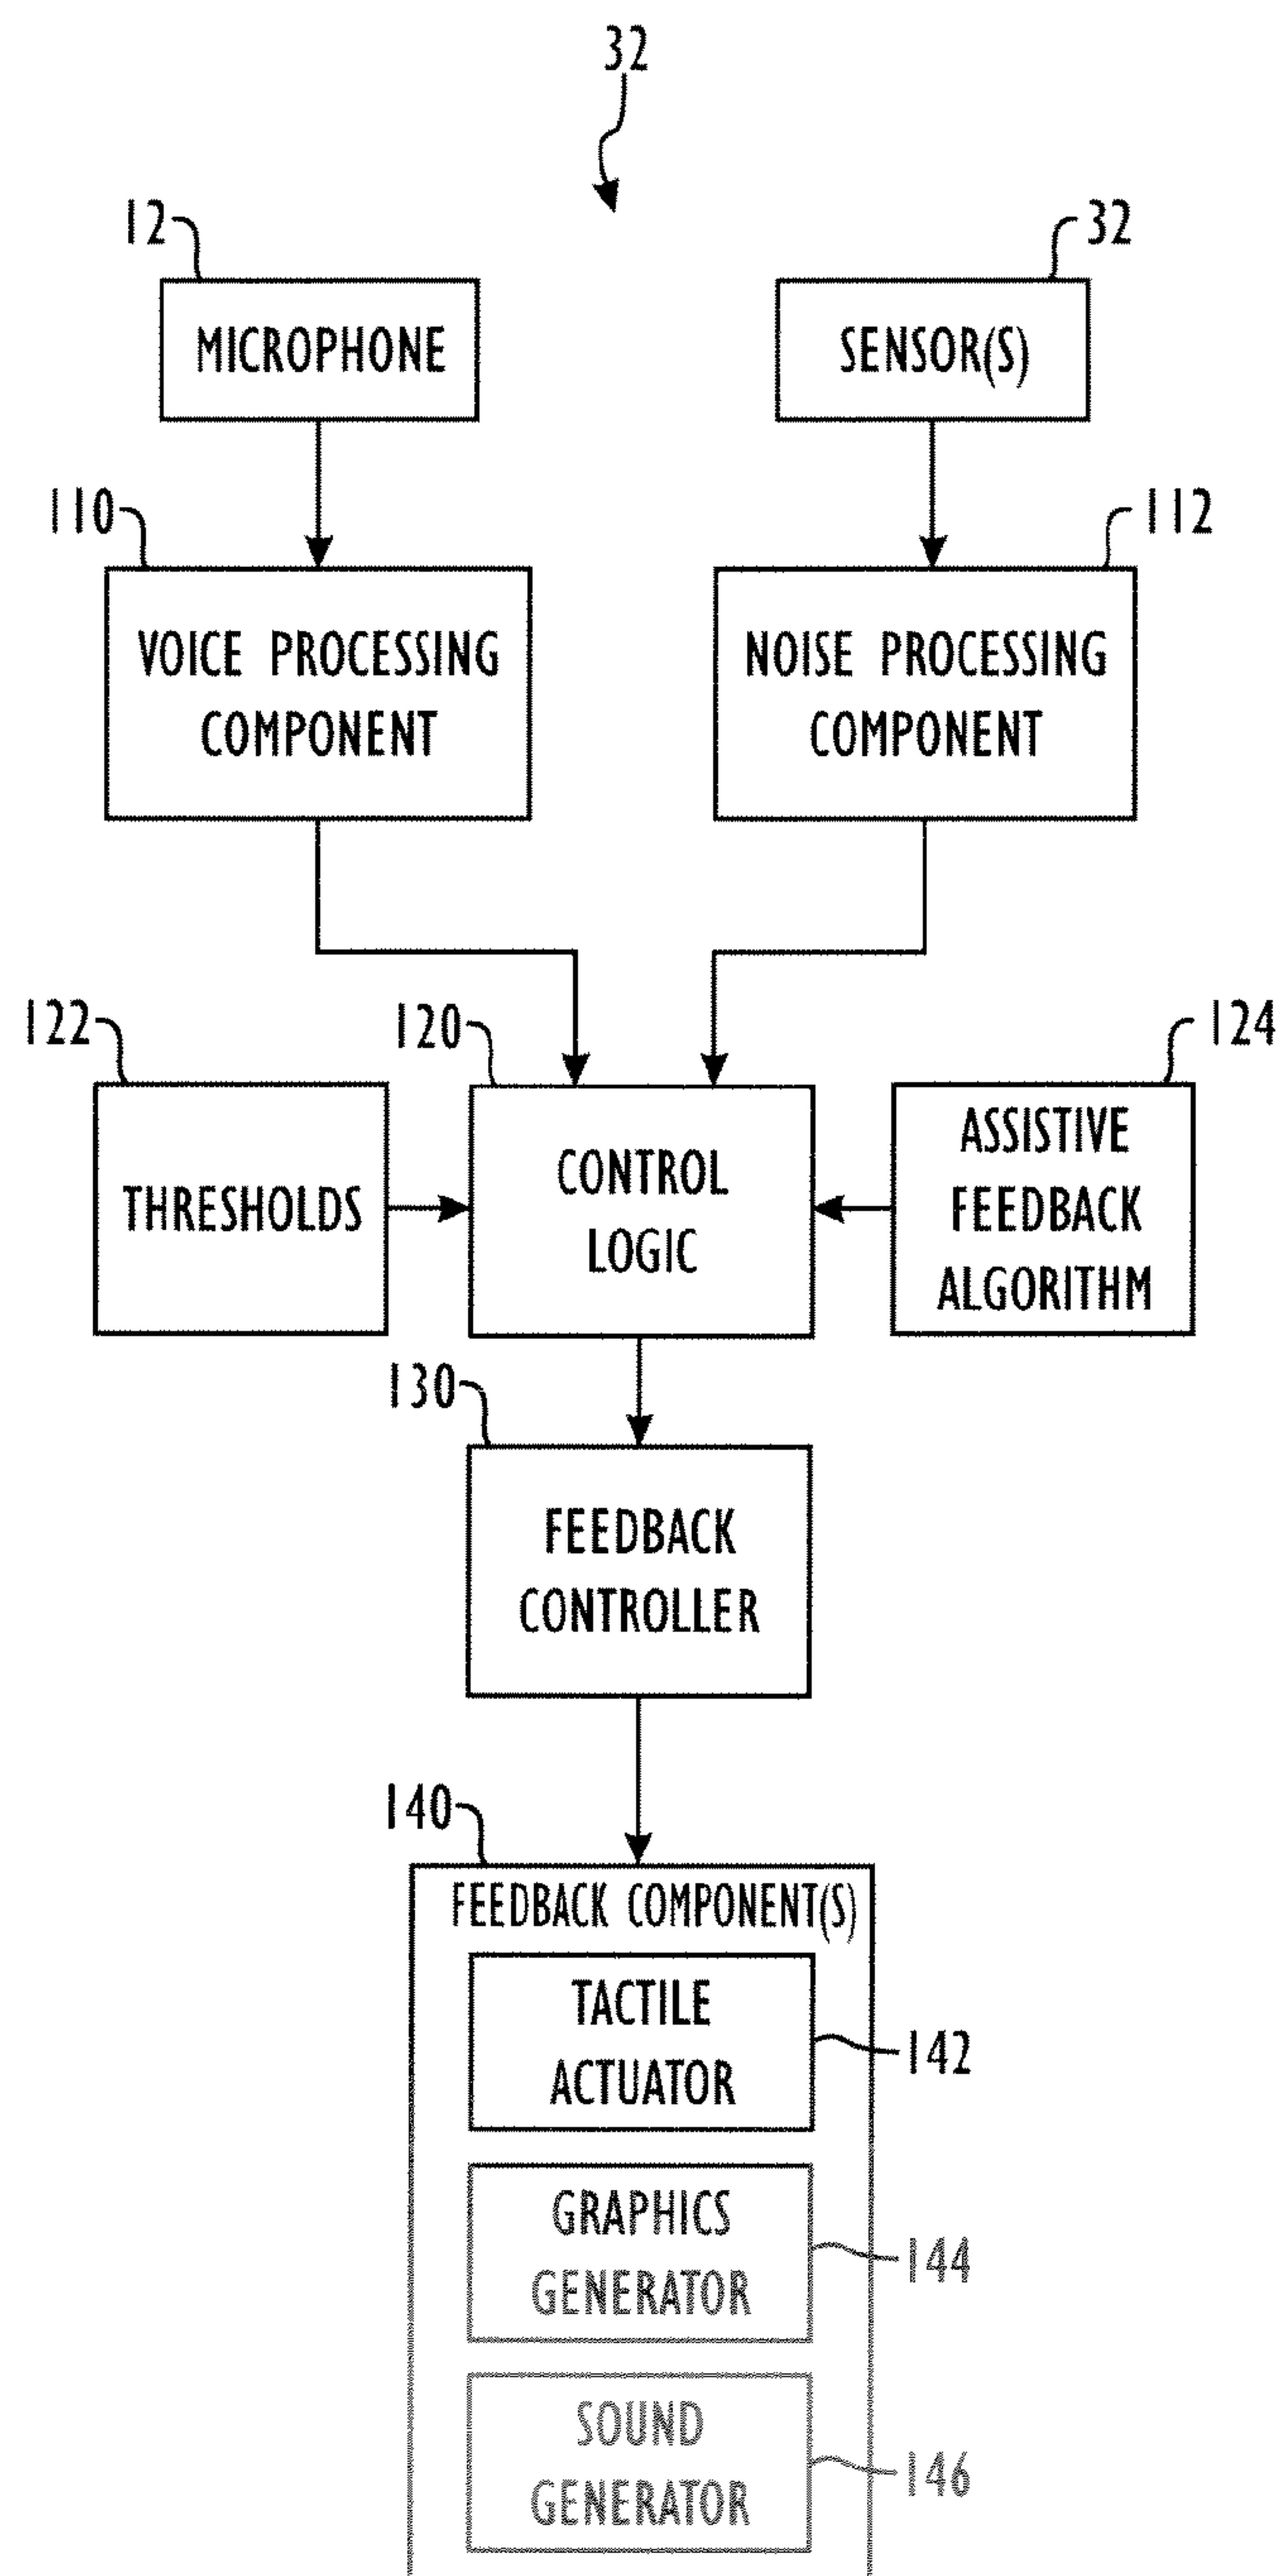 32
12
32
MICROPHONE
SENSOR(S)
110
112
VOICE PROCESSING
COMPONENT
NOISE PROCESSING
COMPONENT
122
120
124
THRESHOLDS
CONTROL
LOGIC
ASSISTIVE
FEEDBACK
ALGORITHM
130
FEEDBACK
CONTROLLER
140
FEEDBACK COMPONENT(S)
TACTILE
ACTUATOR
142
GRAPHICS
GENERATOR
144
SOUND
GENERATOR
146